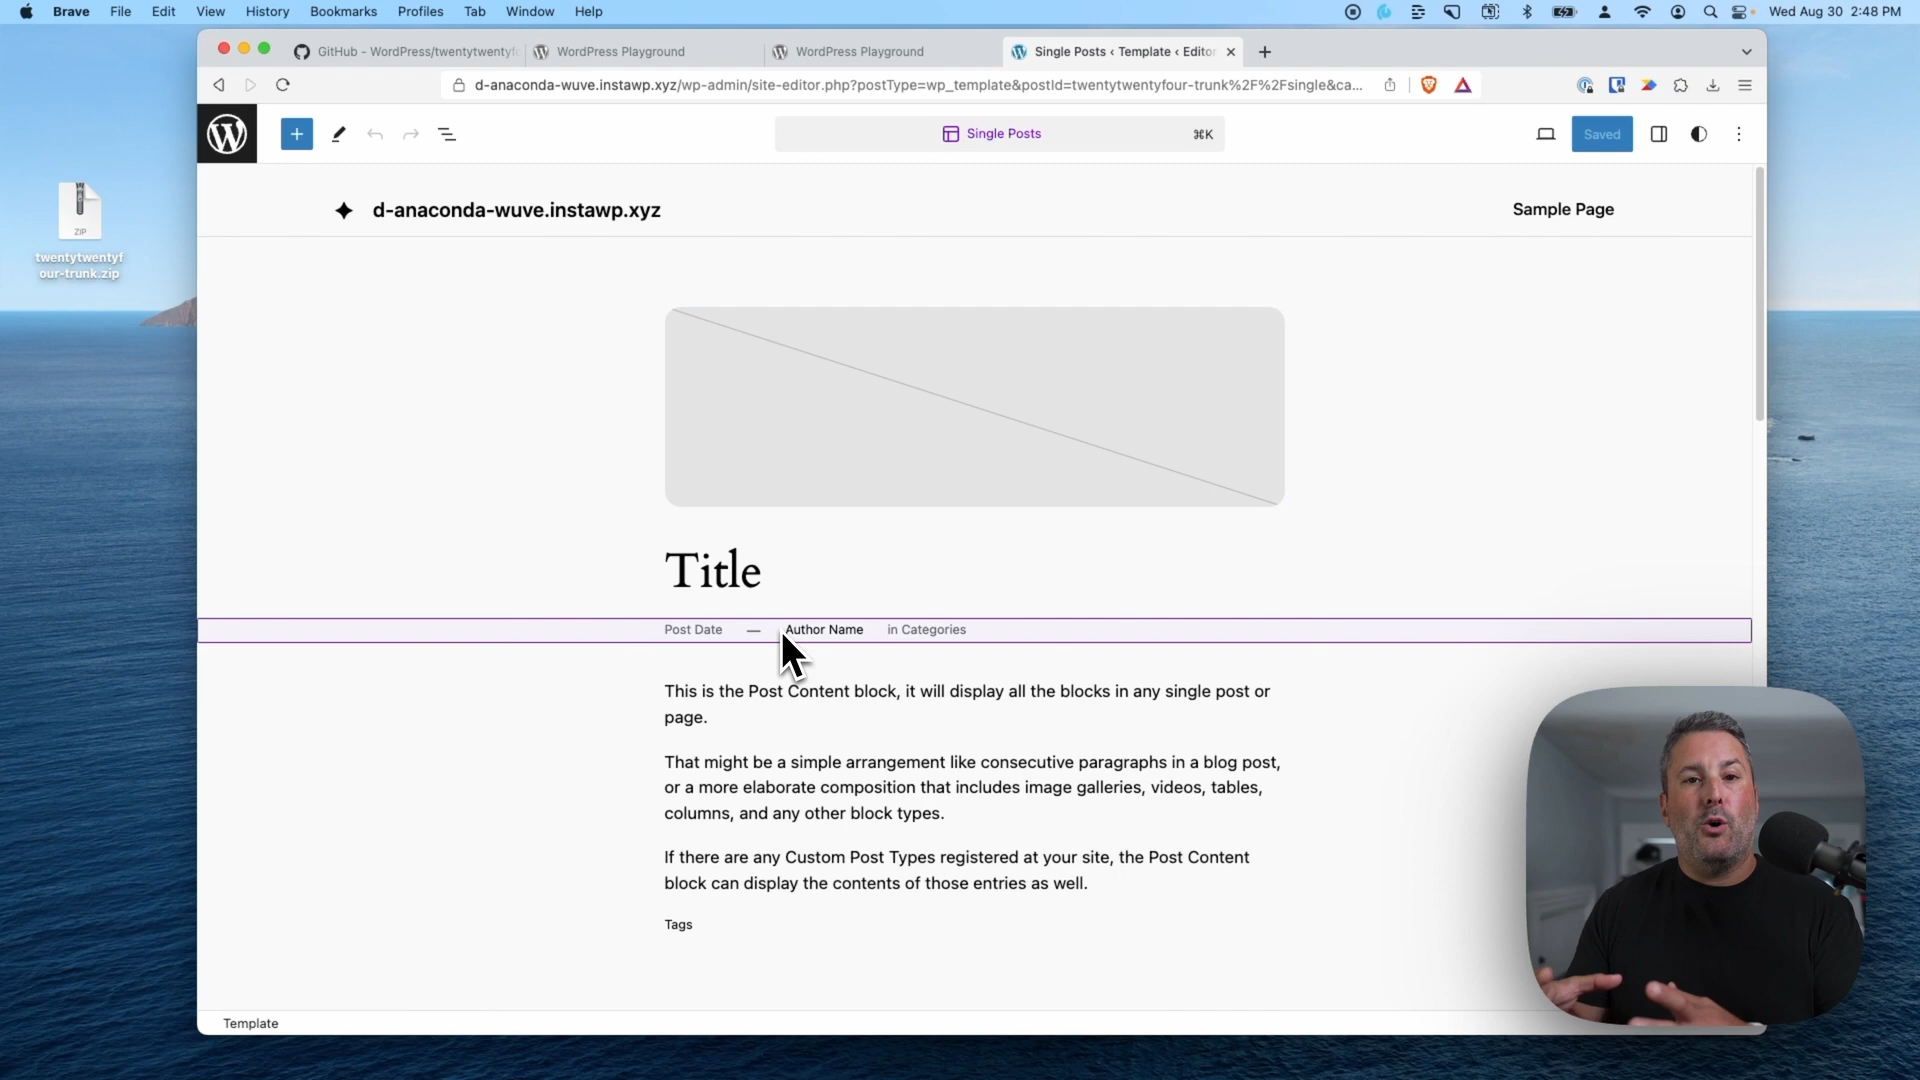 Brave File Edit View History Bookmarks Profiles Tab Window Help Wed Aug 30 2:48 PM
GitHub - WordPress/twentytwentyf
WordPress Playground
WordPress Playground
Single Posts ‹ Template ‹ Editor
d-anaconda-wuve.instawp.xyz/wp-admin/site-editor.php?postType=wp_template&postId=twentytwentyfour-trunk%2F%2Fsingle&ca...
Single Posts ⌘K
Saved
ZIP
twentytwentyf
our-trunk.zip
d-anaconda-wuve.instawp.xyz
Sample Page
Title
Post Date — Author Name in Categories
This is the Post Content block, it will display all the blocks in any single post or
page.
That might be a simple arrangement like consecutive paragraphs in a blog post,
or a more elaborate composition that includes image galleries, videos, tables,
columns, and any other block types.
If there are any Custom Post Types registered at your site, the Post Content
block can display the contents of those entries as well.
Tags
Template